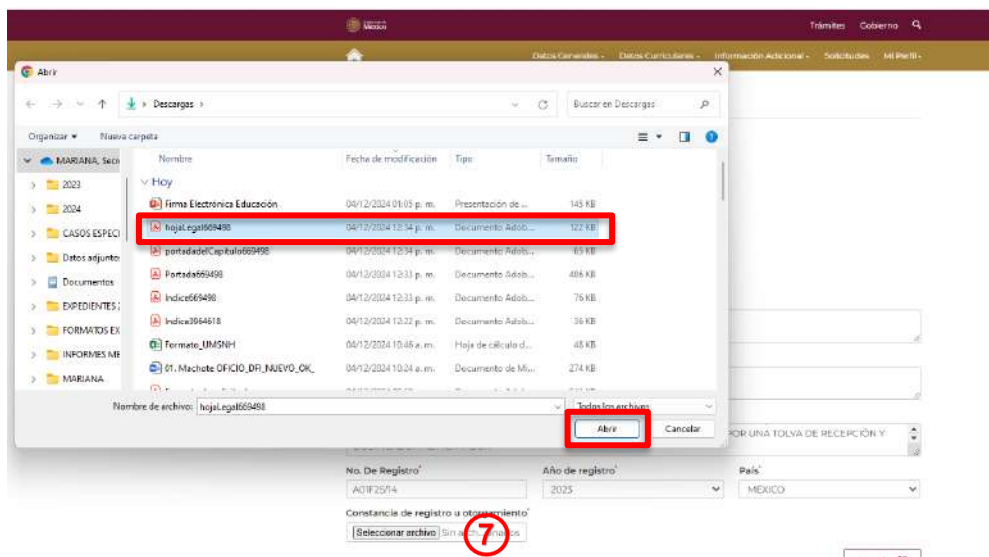 México
Trámites Gobierno
Datos Generales Datos Curriculares Información Adicional Solicitudes Mi Perfil
Abrir
Descargas
Buscar en Descargas
Organizar Nueva carpeta
MARIANA, Secr
2023
2024
CASOS ESPECI
Datos adjunto
Documentos
EXPEDIENTES
FORMATOS EX
INFORMES ME
MARIANA
Nombre Fecha de modificación Tipo Tamaño
Hoy
Firma Electrónica Educación 04/12/2024 01:05 p. m. Presentación de ... 145 KB
hojaLegal669498 04/12/2024 12:34 p. m. Documento Adob... 122 KB
portadadelCapitulo669498 04/12/2024 12:34 p. m. Documento Adob... 65 KB
Portada669498 04/12/2024 12:33 p. m. Documento Adob... 486 KB
Indice669498 04/12/2024 12:33 p. m. Documento Adob... 76 KB
Indice3964618 04/12/2024 12:22 p. m. Documento Adob... 36 KB
Formato_UMSNH 04/12/2024 10:46 a. m. Hoja de cálculo d... 48 KB
01. Machote OFICIO_DFI_NUEVO_OK_ 04/12/2024 10:24 a. m. Documento de Mi... 274 KB
Nombre de archivo: hojaLegal669498 Todos los archivos
Abrir Cancelar
POR UNA TOLVA DE RECEPCIÓN Y
No. De Registro* Año de registro* País*
A01F25/14 2023 MÉXICO
Constancia de registro u otorgamiento*
Seleccionar archivo Sin
7